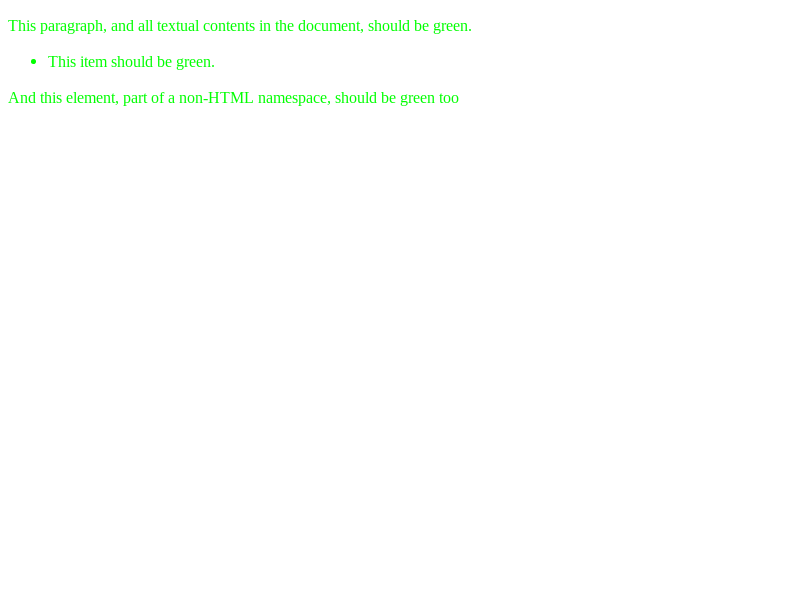 This paragraph, and all textual contents in the document, should be green.
This item should be green.
And this element, part of a non-HTML namespace, should be green too